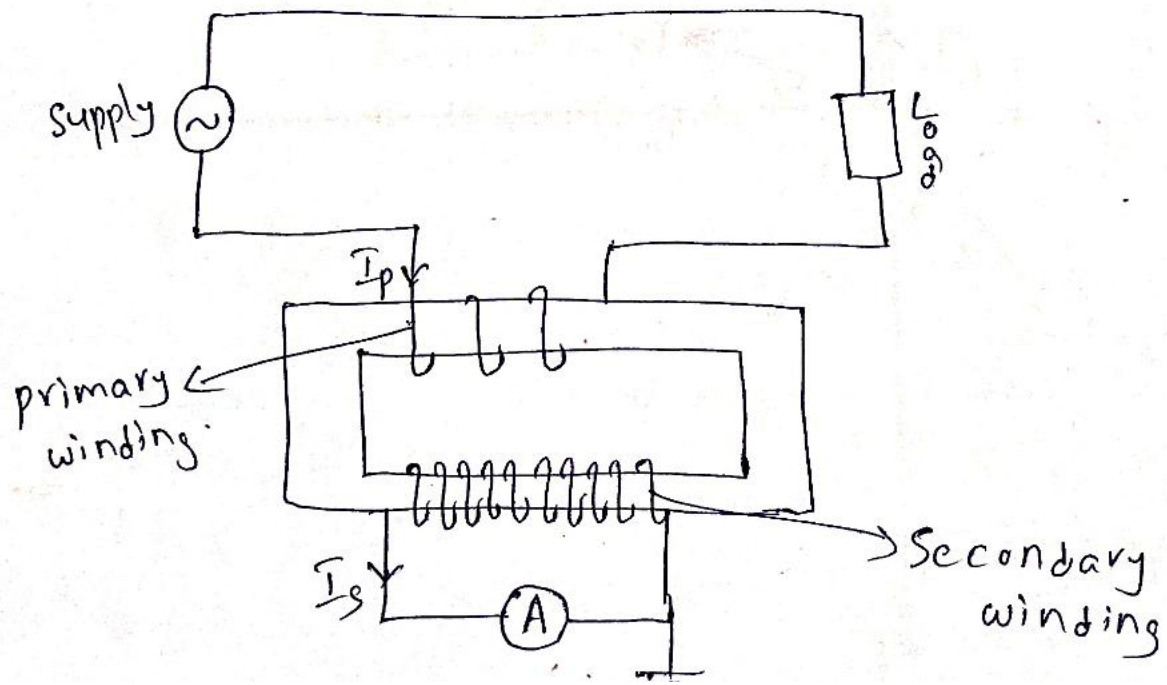 Supply
~
Load
Ip
primary
winding.
Secondary
winding
Is
A